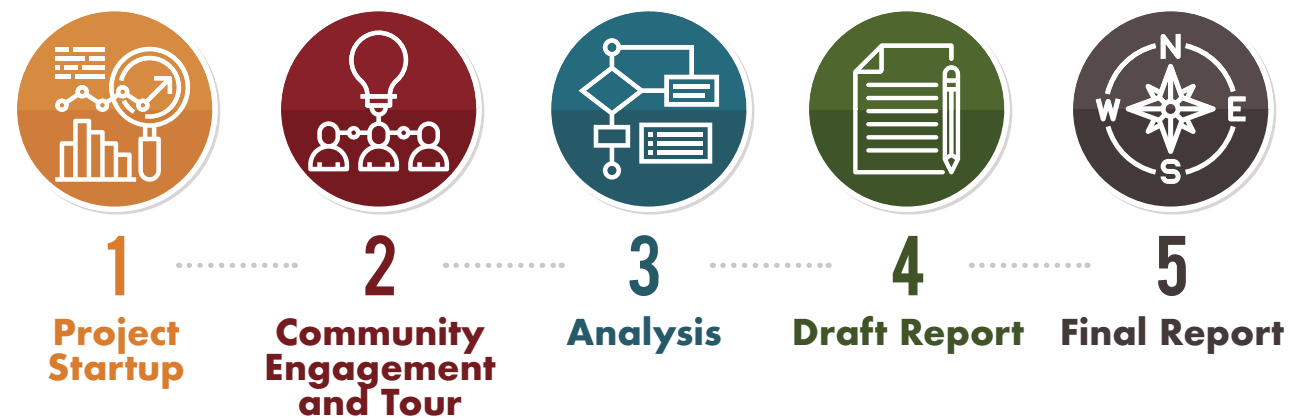 N
W
E
S
1
2
3
4
5
Project
Startup
Community
Engagement
and Tour
Analysis
Draft Report
Final Report